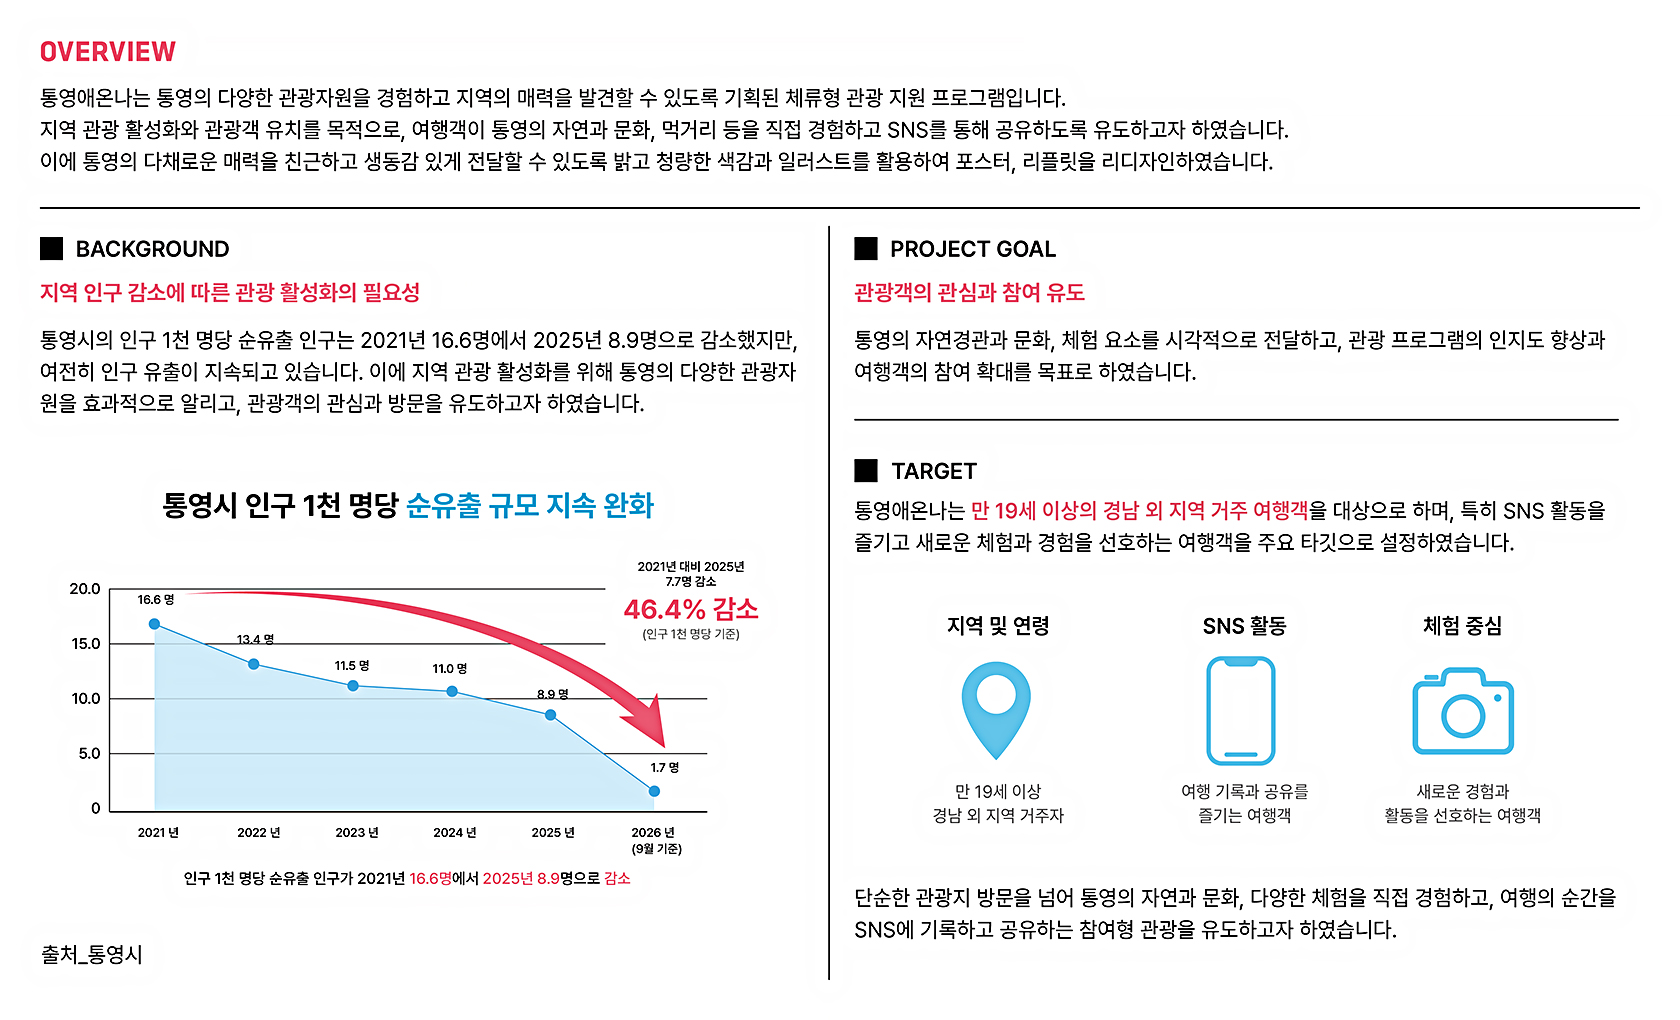 OVERVIEW
통영애온나는 통영의 다양한 관광자원을 경험하고 지역의 매력을 발견할 수 있도록 기획된 체류형 관광 지원 프로그램입니다.
지역 관광 활성화와 관광객 유치를 목적으로, 여행객이 통영의 자연과 문화, 먹거리 등을 직접 경험하고 SNS를 통해 공유하도록 유도하고자 하였습니다.
이에 통영의 다채로운 매력을 친근하고 생동감 있게 전달할 수 있도록 밝고 청량한 색감과 일러스트를 활용하여 포스터, 리플릿을 리디자인하였습니다.
BACKGROUND
지역 인구 감소에 따른 관광 활성화의 필요성
통영시의 인구 1천 명당 순유출 인구는 2021년 16.6명에서 2025년 8.9명으로 감소했지만,
여전히 인구 유출이 지속되고 있습니다. 이에 지역 관광 활성화를 위해 통영의 다양한 관광자
원을 효과적으로 알리고, 관광객의 관심과 방문을 유도하고자 하였습니다.
통영시 인구 1천 명당 순유출 규모 지속 완화
2021년 대비 2025년
7.7명 감소
46.4% 감소
(인구 1천 명당 기준)
20.0
15.0
10.0
5.0
0
16.6 명
13.4 명
11.5 명
11.0 명
8.9 명
1.7 명
2021 년
2022 년
2023 년
2024 년
2025 년
2026 년
(9월 기준)
인구 1천 명당 순유출 인구가 2021년 16.6명에서 2025년 8.9명으로 감소
출처_통영시
PROJECT GOAL
관광객의 관심과 참여 유도
통영의 자연경관과 문화, 체험 요소를 시각적으로 전달하고, 관광 프로그램의 인지도 향상과
여행객의 참여 확대를 목표로 하였습니다.
TARGET
통영애온나는 만 19세 이상의 경남 외 지역 거주 여행객을 대상으로 하며, 특히 SNS 활동을
즐기고 새로운 체험과 경험을 선호하는 여행객을 주요 타깃으로 설정하였습니다.
지역 및 연령
만 19세 이상
경남 외 지역 거주자
SNS 활동
여행 기록과 공유를
즐기는 여행객
체험 중심
새로운 경험과
활동을 선호하는 여행객
단순한 관광지 방문을 넘어 통영의 자연과 문화, 다양한 체험을 직접 경험하고, 여행의 순간을
SNS에 기록하고 공유하는 참여형 관광을 유도하고자 하였습니다.